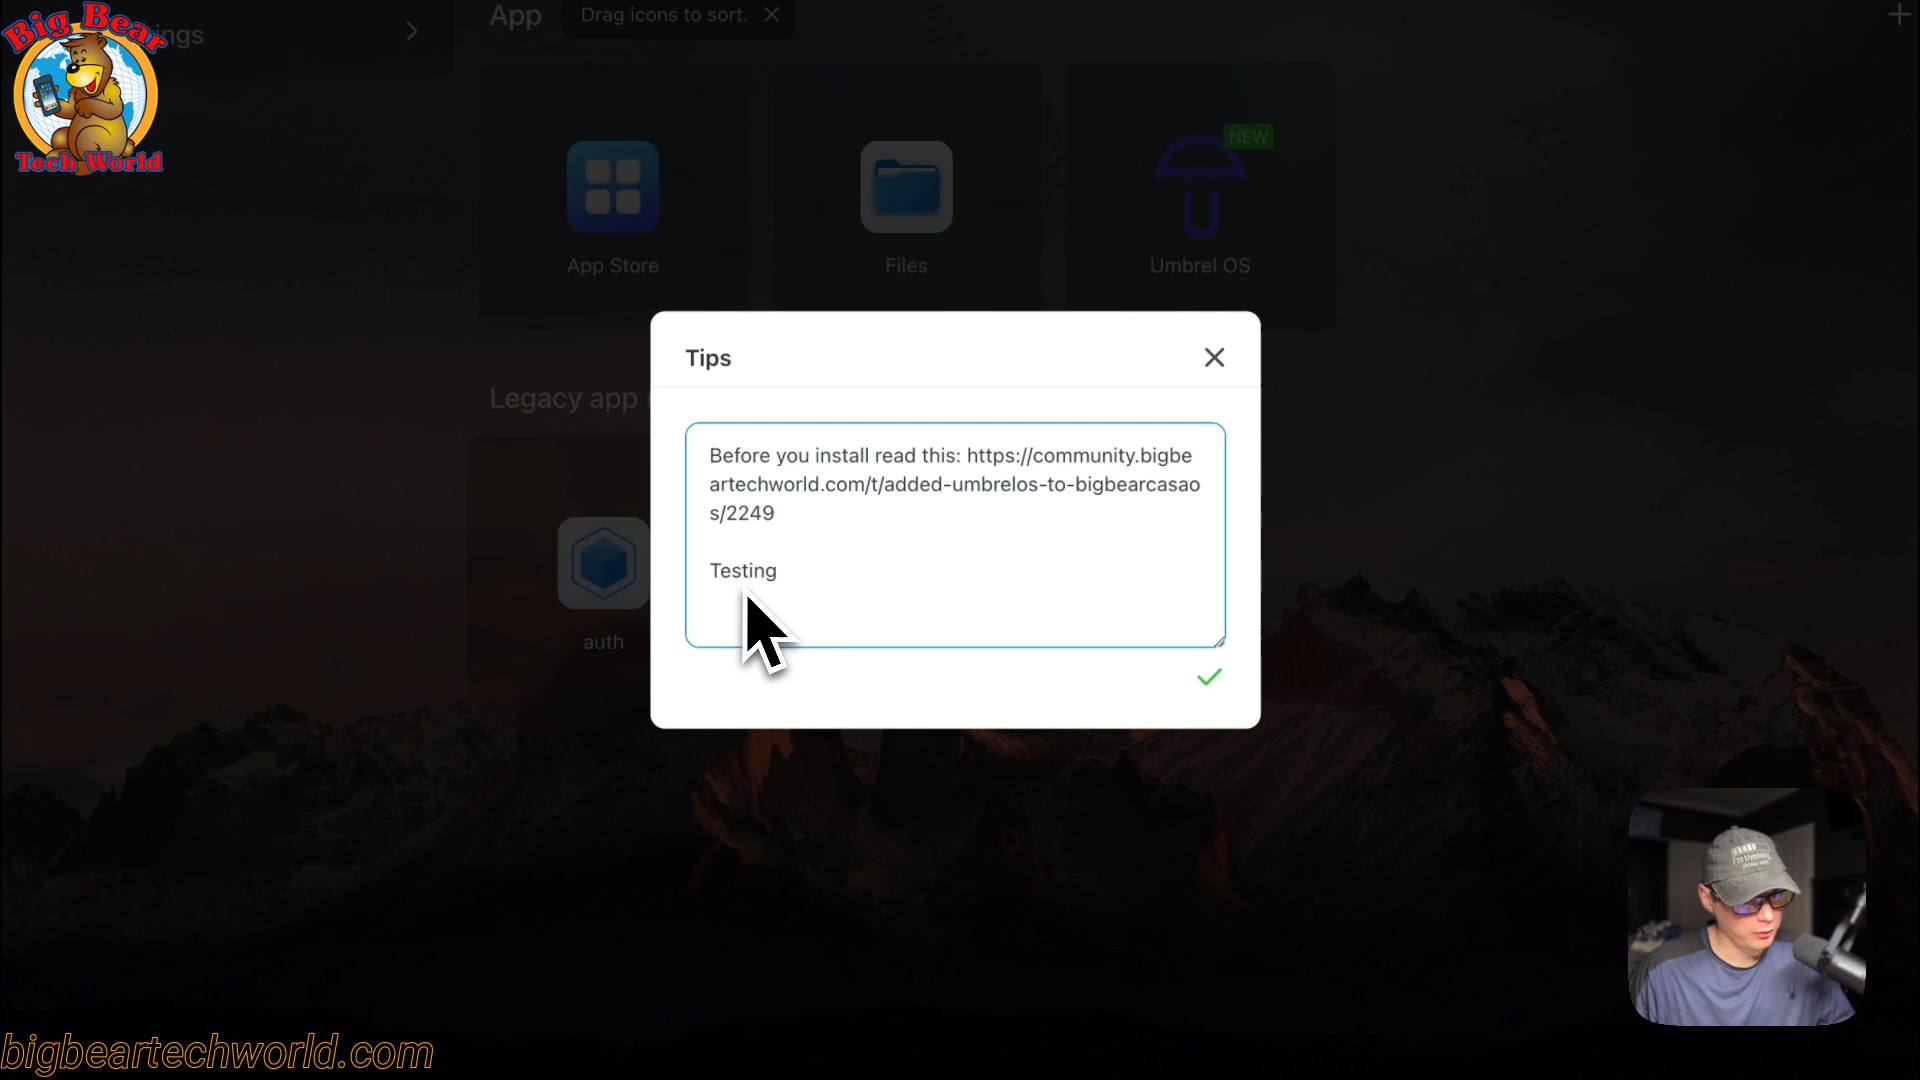 Big Bear
Tech World
ings
App
Drag icons to sort.
NEW
App Store
Files
Umbrel OS
Tips
Legacy app
Before you install read this: https://community.bigbe
artechworld.com/t/added-umbrelos-to-bigbearcasao
s/2249
Testing
auth
bigbeartechworld.com